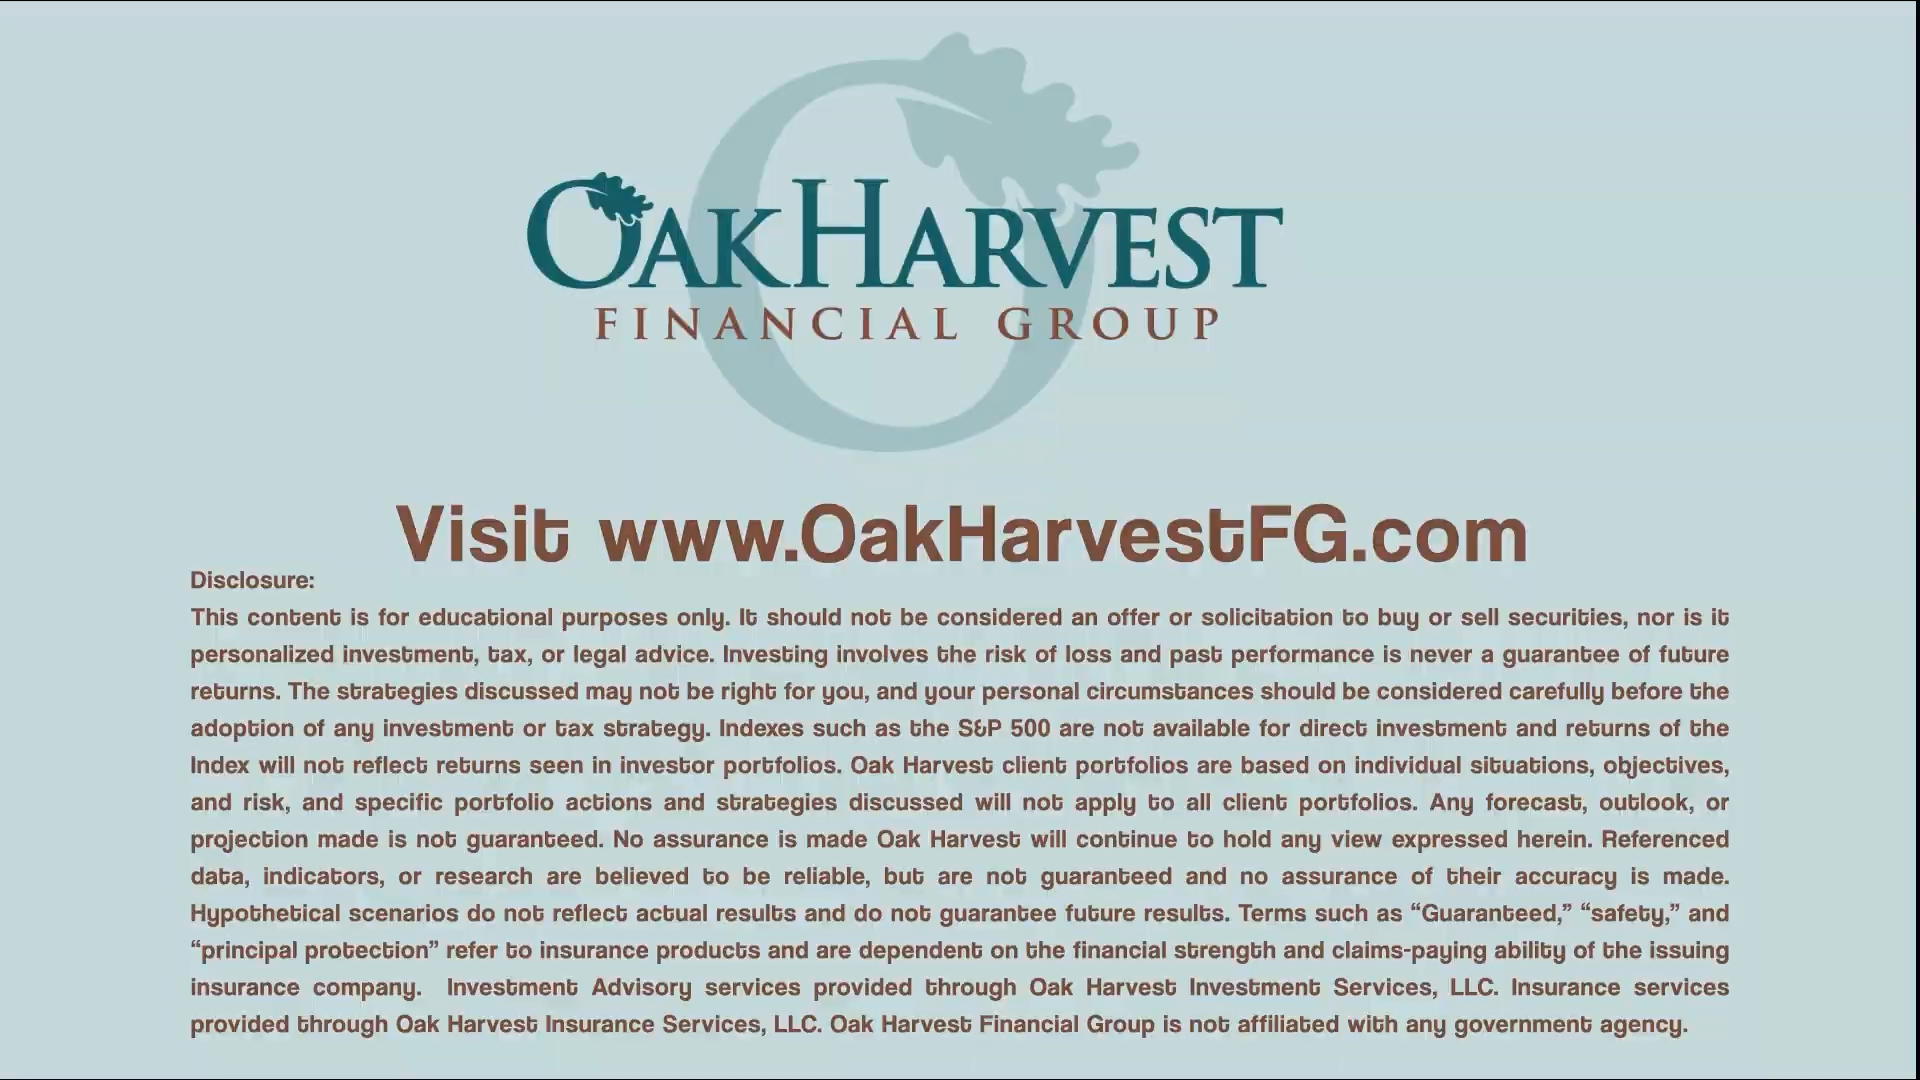 OAKHARVEST
FINANCIAL GROUP
Visit www.OakHarvestFG.com
Disclosure:
This content is for educational purposes only. It should not be considered an offer or solicitation to buy or sell securities, nor is it
personalized investment, tax, or legal advice. Investing involves the risk of loss and past performance is never a guarantee of future
returns. The strategies discussed may not be right for you, and your personal circumstances should be considered carefully before the
adoption of any investment or tax strategy. Indexes such as the S&P 500 are not available for direct investment and returns of the
Index will not reflect returns seen in investor portfolios. Oak Harvest client portfolios are based on individual situations, objectives,
and risk, and specific portfolio actions and strategies discussed will not apply to all client portfolios. Any forecast, outlook, or
projection made is not guaranteed. No assurance is made Oak Harvest will continue to hold any view expressed herein. Referenced
data, indicators, or research are believed to be reliable, but are not guaranteed and no assurance of their accuracy is made.
Hypothetical scenarios do not reflect actual results and do not guarantee future results. Terms such as “Guaranteed,” “safety,” and
“principal protection” refer to insurance products and are dependent on the financial strength and claims-paying ability of the issuing
insurance company.  Investment Advisory services provided through Oak Harvest Investment Services, LLC. Insurance services
provided through Oak Harvest Insurance Services, LLC. Oak Harvest Financial Group is not affiliated with any government agency.